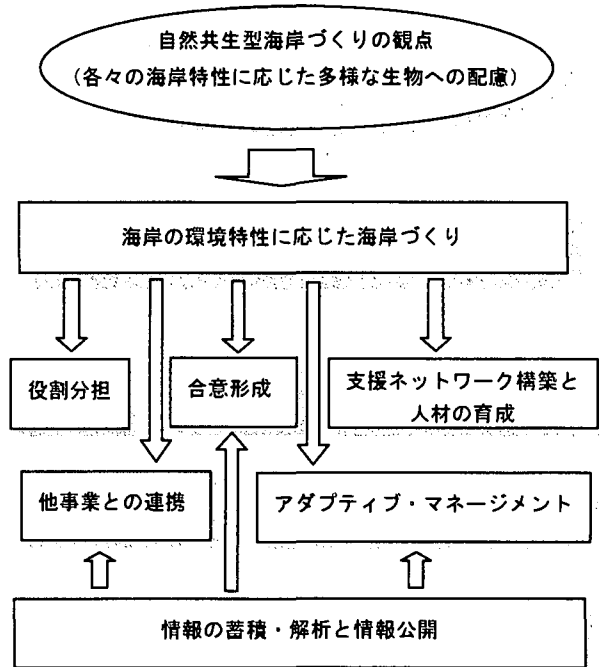 自然共生型海岸づくりの観点
(各々の海岸特性に応じた多様な生物への配慮)
海岸の環境特性に応じた海岸づくり
役割分担
合意形成
支援ネットワーク構築と
人材の育成
他事業との連携
アダプティブ・マネージメント
情報の蓄積・解析と情報公開